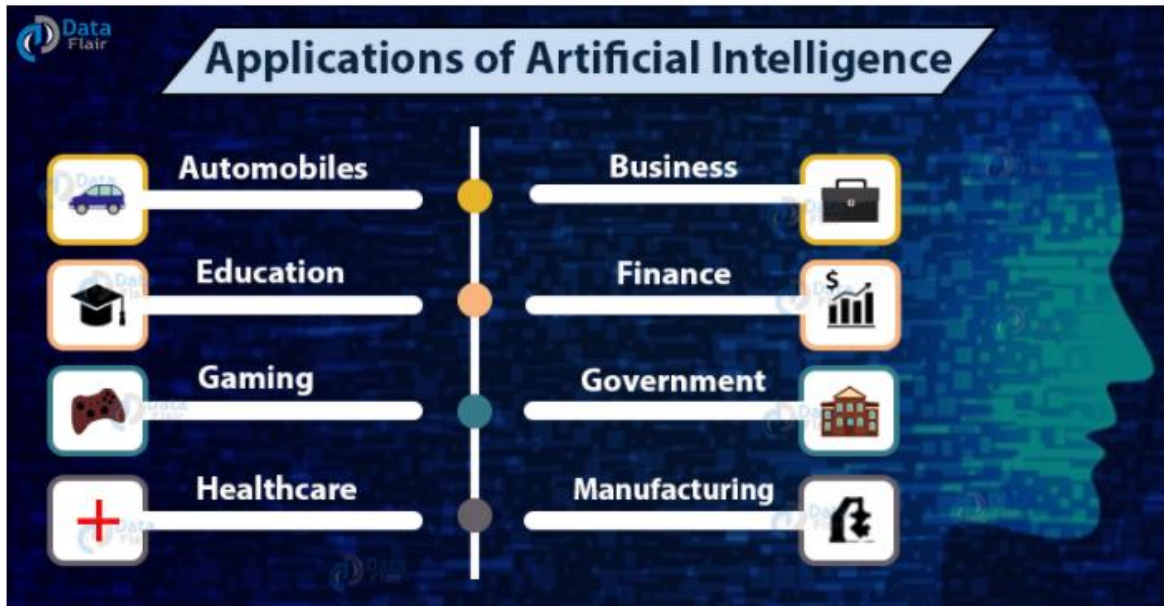 Data
Flair
Applications of Artificial Intelligence
Automobiles
Business
Education
Finance
Gaming
Government
Healthcare
Manufacturing